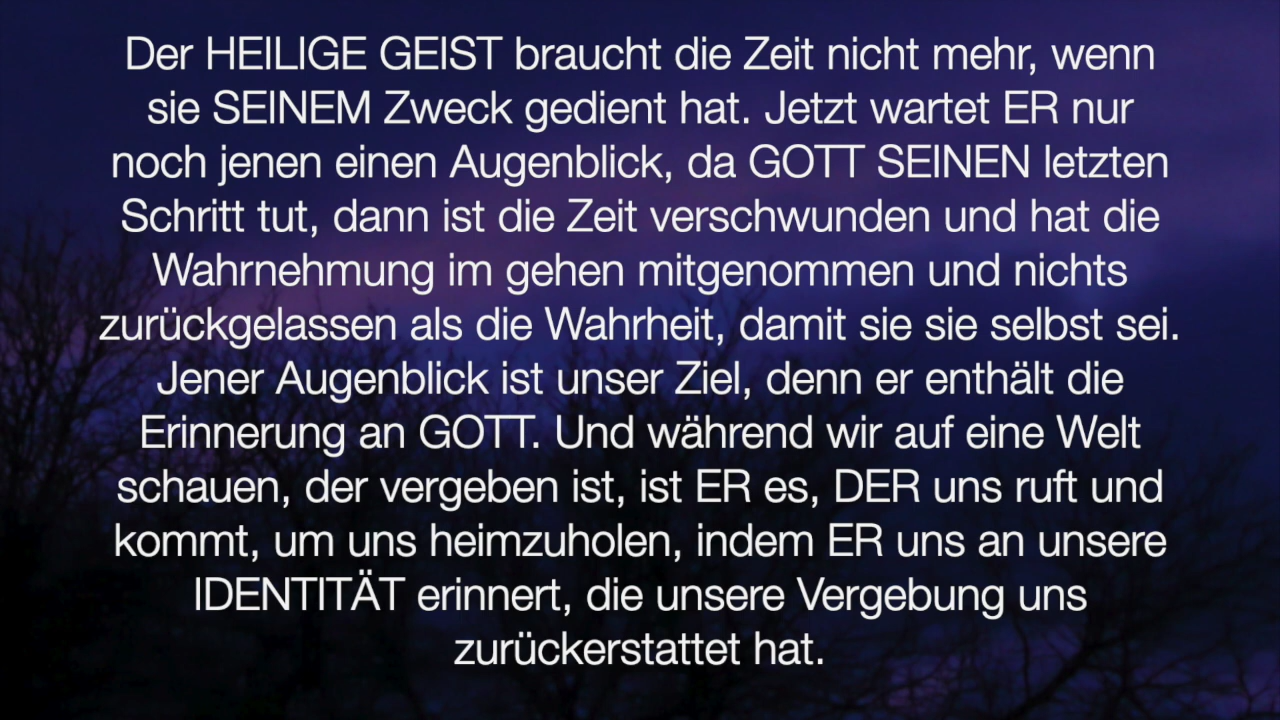 Der HEILIGE GEIST braucht die Zeit nicht mehr, wenn
sie SEINEM Zweck gedient hat. Jetzt wartet ER nur
noch jenen einen Augenblick, da GOTT SEINEN letzten
Schritt tut, dann ist die Zeit verschwunden und hat die
Wahrnehmung im gehen mitgenommen und nichts
zurückgelassen als die Wahrheit, damit sie sie selbst sei.
Jener Augenblick ist unser Ziel, denn er enthält die
Erinnerung an GOTT. Und während wir auf eine Welt
schauen, der vergeben ist, ist ER es, DER uns ruft und
kommt, um uns heimzuholen, indem ER uns an unsere
IDENTITÄT erinnert, die unsere Vergebung uns
zurückerstattet hat.